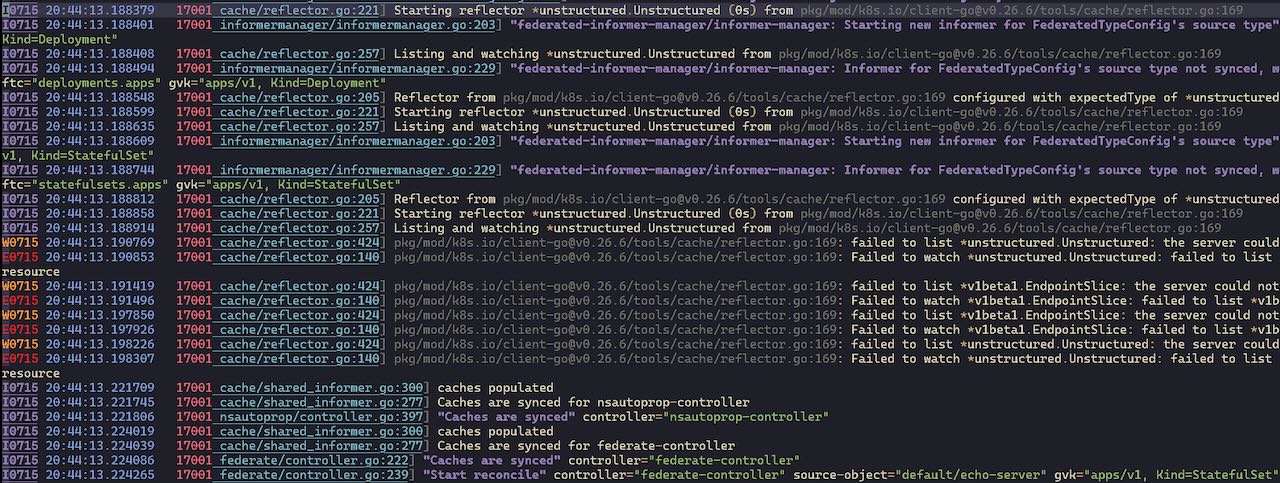 I0715 20:44:13.188379   17001 cache/reflector.go:221] Starting reflector *unstructured.Unstructured (0s) from pkg/mod/k8s.io/client-go@v0.26.6/tools/cache/reflector.go:169
I0715 20:44:13.188401   17001 informermanager/informermanager.go:203] "federated-informer-manager/informer-manager: Starting new informer for FederatedTypeConfig's source type"
Kind=Deployment"
I0715 20:44:13.188408   17001 cache/reflector.go:257] Listing and watching *unstructured.Unstructured from pkg/mod/k8s.io/client-go@v0.26.6/tools/cache/reflector.go:169
I0715 20:44:13.188494   17001 informermanager/informermanager.go:229] "federated-informer-manager/informer-manager: Informer for FederatedTypeConfig's source type not synced, w
ftc="deployments.apps" gvk="apps/v1, Kind=Deployment"
I0715 20:44:13.188548   17001 cache/reflector.go:205] Reflector from pkg/mod/k8s.io/client-go@v0.26.6/tools/cache/reflector.go:169 configured with expectedType of *unstructured
I0715 20:44:13.188599   17001 cache/reflector.go:221] Starting reflector *unstructured.Unstructured (0s) from pkg/mod/k8s.io/client-go@v0.26.6/tools/cache/reflector.go:169
I0715 20:44:13.188635   17001 cache/reflector.go:257] Listing and watching *unstructured.Unstructured from pkg/mod/k8s.io/client-go@v0.26.6/tools/cache/reflector.go:169
I0715 20:44:13.188609   17001 informermanager/informermanager.go:203] "federated-informer-manager/informer-manager: Starting new informer for FederatedTypeConfig's source type"
v1, Kind=StatefulSet"
I0715 20:44:13.188744   17001 informermanager/informermanager.go:229] "federated-informer-manager/informer-manager: Informer for FederatedTypeConfig's source type not synced, w
ftc="statefulsets.apps" gvk="apps/v1, Kind=StatefulSet"
I0715 20:44:13.188812   17001 cache/reflector.go:205] Reflector from pkg/mod/k8s.io/client-go@v0.26.6/tools/cache/reflector.go:169 configured with expectedType of *unstructured
I0715 20:44:13.188858   17001 cache/reflector.go:221] Starting reflector *unstructured.Unstructured (0s) from pkg/mod/k8s.io/client-go@v0.26.6/tools/cache/reflector.go:169
I0715 20:44:13.188914   17001 cache/reflector.go:257] Listing and watching *unstructured.Unstructured from pkg/mod/k8s.io/client-go@v0.26.6/tools/cache/reflector.go:169
W0715 20:44:13.190769   17001 cache/reflector.go:424] pkg/mod/k8s.io/client-go@v0.26.6/tools/cache/reflector.go:169: failed to list *unstructured.Unstructured: the server could
E0715 20:44:13.190853   17001 cache/reflector.go:140] pkg/mod/k8s.io/client-go@v0.26.6/tools/cache/reflector.go:169: Failed to watch *unstructured.Unstructured: failed to list
resource
W0715 20:44:13.191419   17001 cache/reflector.go:424] pkg/mod/k8s.io/client-go@v0.26.6/tools/cache/reflector.go:169: failed to list *v1beta1.EndpointSlice: the server could not
E0715 20:44:13.191496   17001 cache/reflector.go:140] pkg/mod/k8s.io/client-go@v0.26.6/tools/cache/reflector.go:169: Failed to watch *v1beta1.EndpointSlice: failed to list *v1b
W0715 20:44:13.197850   17001 cache/reflector.go:424] pkg/mod/k8s.io/client-go@v0.26.6/tools/cache/reflector.go:169: failed to list *v1beta1.EndpointSlice: the server could not
E0715 20:44:13.197926   17001 cache/reflector.go:140] pkg/mod/k8s.io/client-go@v0.26.6/tools/cache/reflector.go:169: Failed to watch *v1beta1.EndpointSlice: failed to list *v1b
W0715 20:44:13.198226   17001 cache/reflector.go:424] pkg/mod/k8s.io/client-go@v0.26.6/tools/cache/reflector.go:169: failed to list *unstructured.Unstructured: the server could
E0715 20:44:13.198307   17001 cache/reflector.go:140] pkg/mod/k8s.io/client-go@v0.26.6/tools/cache/reflector.go:169: Failed to watch *unstructured.Unstructured: failed to list
resource
I0715 20:44:13.221709   17001 cache/shared_informer.go:300] caches populated
I0715 20:44:13.221745   17001 cache/shared_informer.go:277] Caches are synced for nsautoprop-controller
I0715 20:44:13.221806   17001 nsautoprop/controller.go:397] "Caches are synced" controller="nsautoprop-controller"
I0715 20:44:13.224019   17001 cache/shared_informer.go:300] caches populated
I0715 20:44:13.224039   17001 cache/shared_informer.go:277] Caches are synced for federate-controller
I0715 20:44:13.224086   17001 federate/controller.go:222] "Caches are synced" controller="federate-controller"
I0715 20:44:13.224265   17001 federate/controller.go:239] "Start reconcile" controller="federate-controller" source-object="default/echo-server" gvk="apps/v1, Kind=StatefulSet"